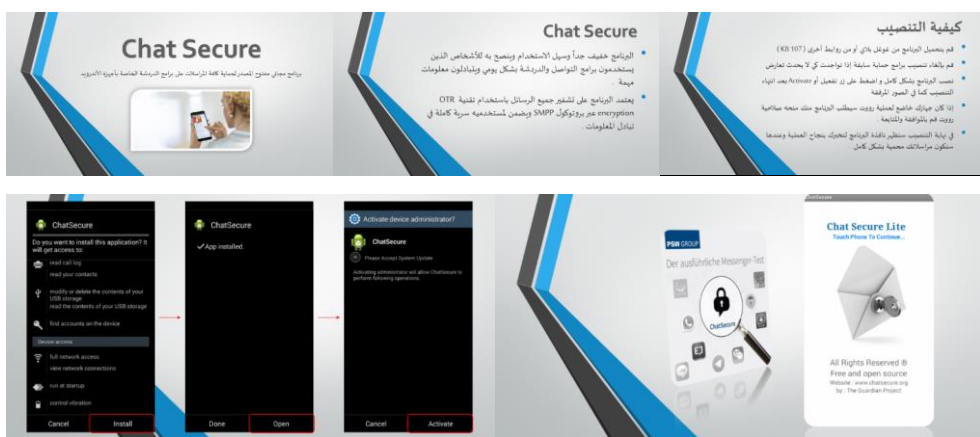 Chat Secure
برنامج مجاني مفتوح المصدر لحماية كافة المراسلات على برامج الدردشة الخاصة بأجهزة الأندرويد
Chat Secure
البرنامج خفيف جداً وسهل الاستخدام وينصح به للأشخاص الذين
يستخدمون برامج التواصل والدردشة بشكل يومي ويتبادلون معلومات
مهمة .
يعتمد البرنامج على تشفير جميع الرسائل باستخدام تقنية OTR
encryption عبر بروتوكول SMPP ويضمن لمستخدميه سرية كاملة في
تبادل المعلومات .
كيفية التنصيب
قم بتحميل البرنامج من غوغل بلاي أو من روابط أخرى ( 107 KB )
قم بإلغاء تنصيب برامج حماية سابقة إذا تواجدت كي لا يحدث تعارض
نصب البرنامج بشكل كامل و اضغط على زر تفعيل أو Activate بعد انتهاء
التنصيب كما في الصور المرفقة
إذا كان جهازك خاضع لعملية رووت سيطلب البرنامج منك منحه صلاحية
رووت قم بالموافقة والمتابعة .
في نهاية التنصيب ستظهر نافذة البرنامج لتخبرك بنجاح العملية وعندها
ستكون مراسلاتك محمية بشكل كامل .
ChatSecure
Do you want to install this application? It
will get access to:
read call log
read your contacts
modify or delete the contents of your
USB storage
read the contents of your USB storage
find accounts on the device
Device access
full network access
view network connections
run at startup
control vibration
Cancel
Install
ChatSecure
App installed.
Done
Open
Activate device administrator?
ChatSecure
Please Accept System Update
Activating administrator will allow ChatSecure to
perform following operations.
Cancel
Activate
PSW GROUP
Der ausführliche Messenger-Test
ChatSecure
ChatSecure
Chat Secure Lite
Touch Phone To Continue...
All Rights Reserved ®
Free and open source
Website : www.chatsecure.org
by : The Guardian Project